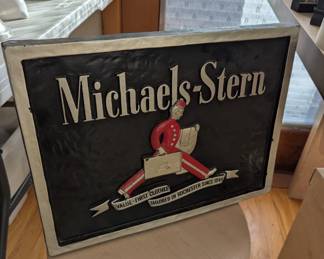 Michaels-Stern
VALUE-FIRST CLOTHES
TAILORED IN ROCHESTER SINCE